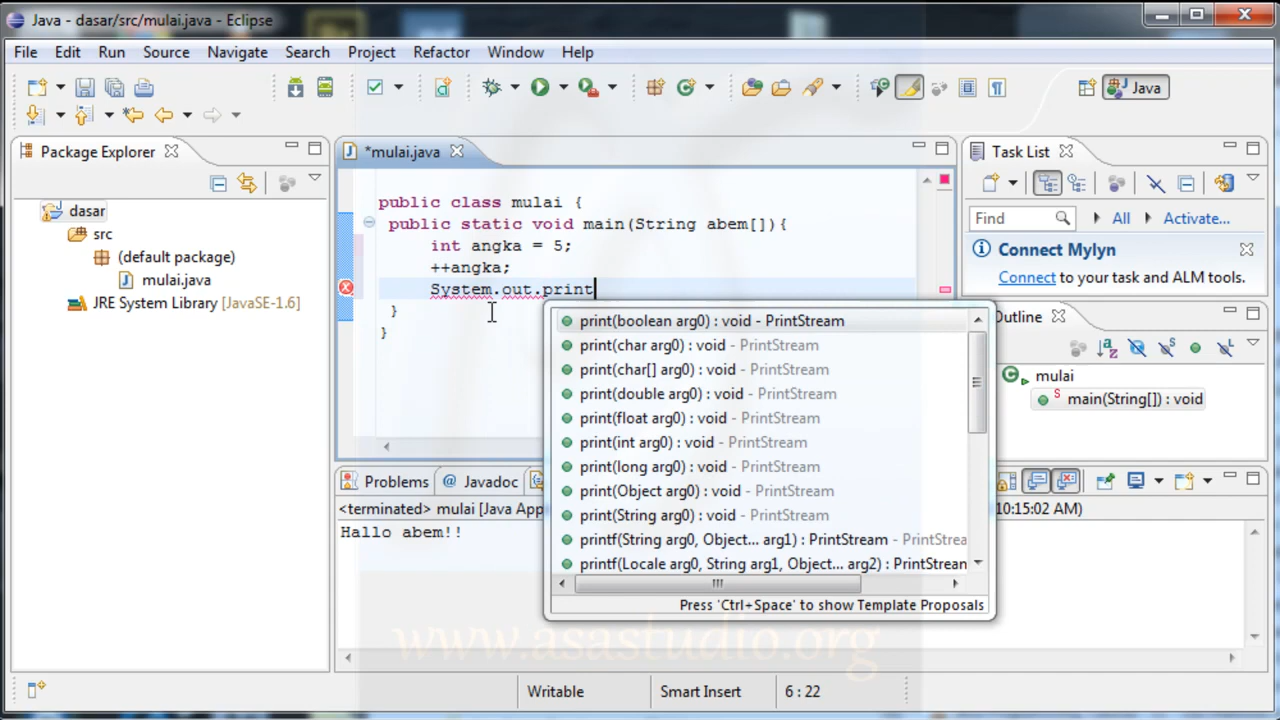 Java - dasar/src/mulai.java - Eclipse
File Edit Run Source Navigate Search Project Refactor Window Help
Java
Package Explorer
dasar
src
(default package)
mulai.java
JRE System Library [JavaSE-1.6]
*mulai.java
public class mulai {
public static void main(String abem[]){
int angka = 5;
++angka;
System.out.print
}
}
print(boolean arg0) : void - PrintStream
print(char arg0) : void - PrintStream
print(char[] arg0) : void - PrintStream
print(double arg0) : void - PrintStream
print(float arg0) : void - PrintStream
print(int arg0) : void - PrintStream
print(long arg0) : void - PrintStream
print(Object arg0) : void - PrintStream
print(String arg0) : void - PrintStream
printf(String arg0, Object... arg1) : PrintStream - PrintStrea
printf(Locale arg0, String arg1, Object... arg2) : PrintStrean
Press 'Ctrl+Space' to show Template Proposals
Task List
Find All Activate...
Connect Mylyn
Connect to your task and ALM tools.
Outline
mulai
main(String[]) : void
Problems @ Javadoc
<terminated> mulai [Java App 10:15:02 AM)
Hallo abem!!
www.asastudio.org
Writable Smart Insert 6 : 22